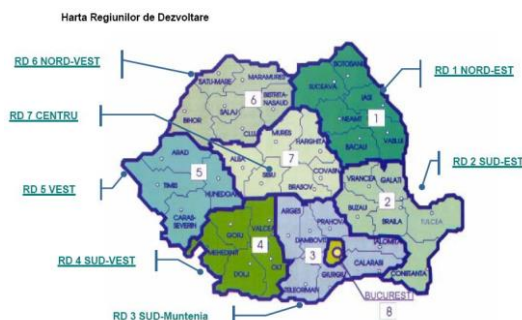 Harta Regiunilor de Dezvoltare
RD 6 NORD-VEST
RD 1 NORD-EST
RD 7 CENTRU
RD 2 SUD-EST
RD 5 VEST
RD 4 SUD-VEST
RD 3 SUD-Muntenia
SATU-MARE
MARAMURES
BISTRITA-
NASAUD
BIHOR
SALAJ
CLUJ
6
BOTOSANI
SUCEAVA
IASI
NEAMT
BACAU
VASLUI
1
MURES
HARGHITA
ALBA
SIBIU
BRASOV
COVASNA
7
ARAD
TIMIS
CARAS-
SEVERIN
HUNEDOARA
5
VRANCEA
GALATI
BUZAU
BRAILA
TULCEA
CONSTANTA
2
GORJ
VALCEA
MEHEDINTI
DOLJ
OLT
4
ARGES
PRAHOVA
DAMBOVITA
IALOMITA
CALARASI
GIURGIU
TELEORMAN
3
BUCURESTI
8